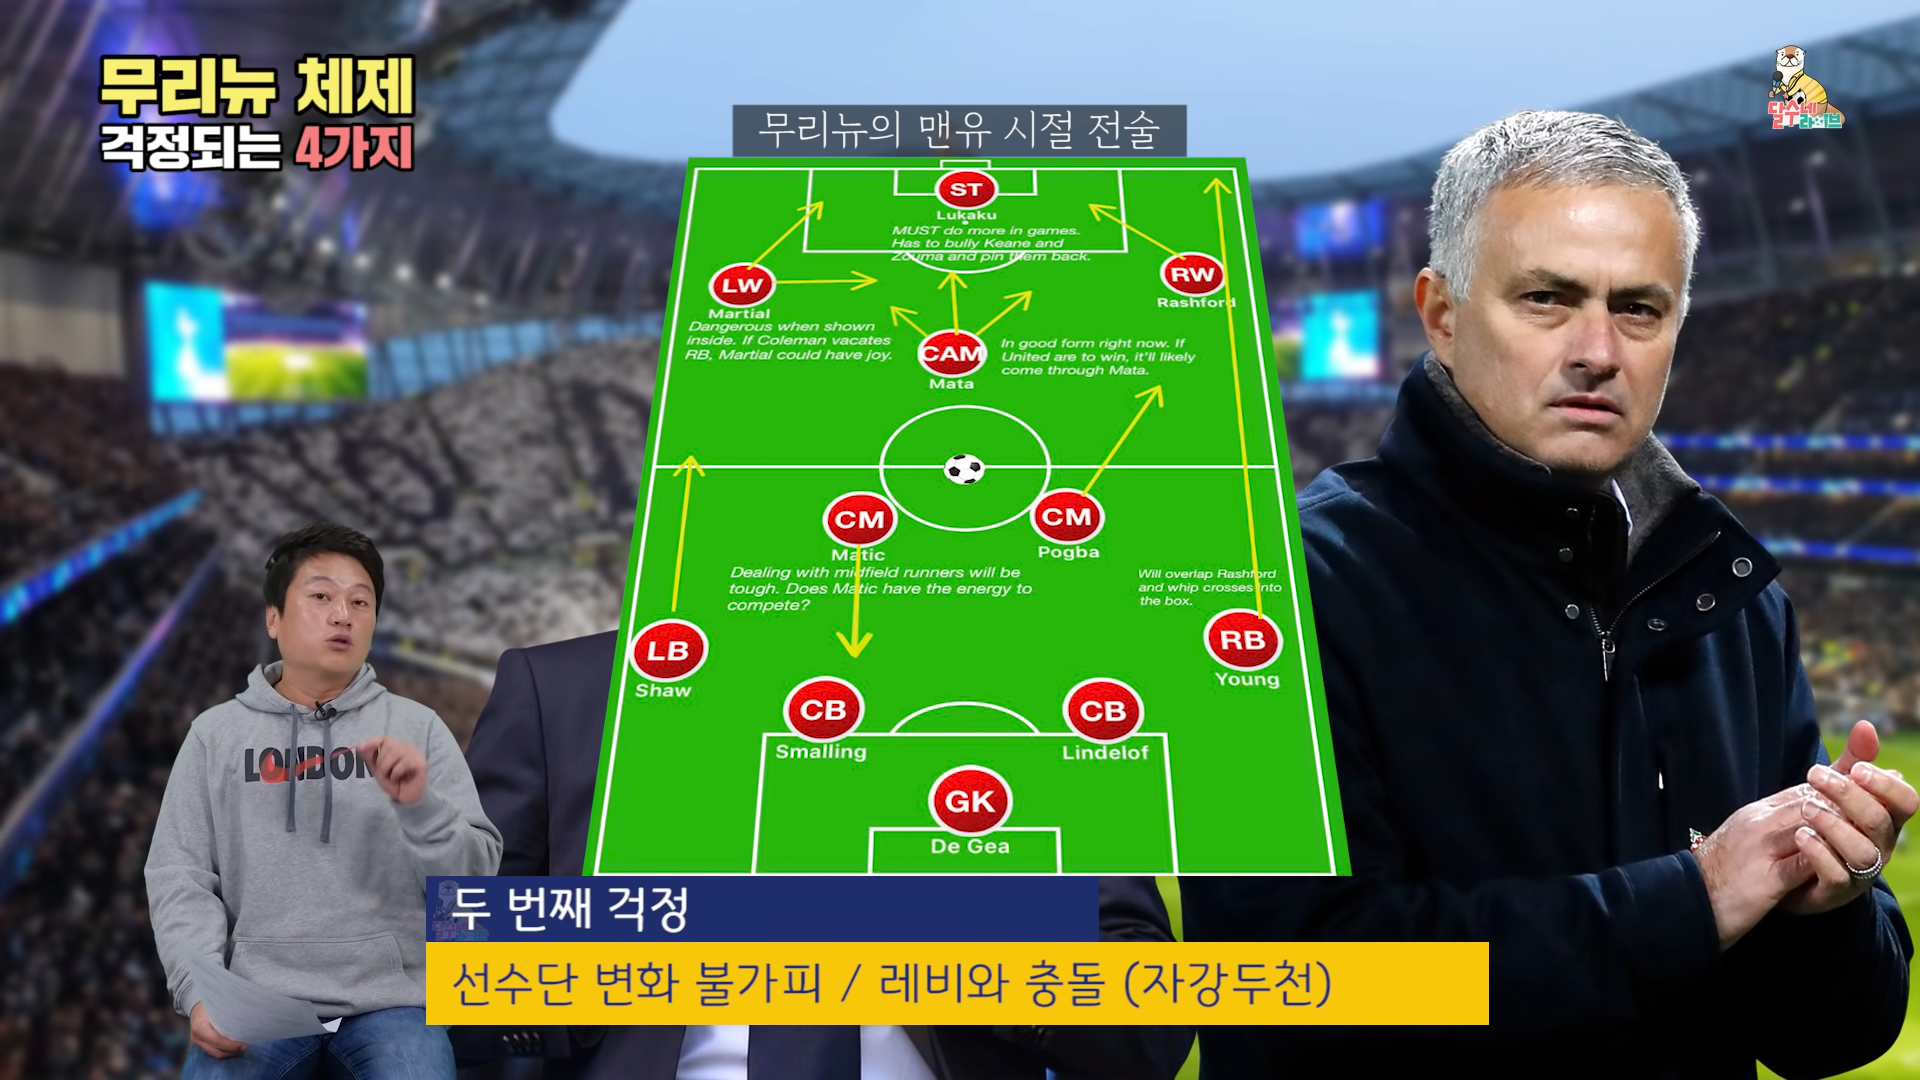 무리뉴 체제
걱정되는 4가지
달수네
라이브
무리뉴의 맨유 시절 전술
ST
Lukaku
MUST do more in games.
Has to bully Keane and
Zouma and pin them back.
LW
Martial
Dangerous when shown
inside. If Coleman vacates
RB, Martial could have joy.
RW
Rashford
CAM
Mata
In good form right now. If
United are to win, it'll likely
come through Mata.
CM
Matic
Dealing with midfield runners will be
tough. Does Matic have the energy to
compete?
CM
Pogba
Will overlap Rashford
and whip crosses into
the box.
LB
Shaw
RB
Young
CB
Smalling
CB
Lindelof
GK
De Gea
LONDON
두 번째 걱정
선수단 변화 불가피 / 레비와 충돌 (자강두천)